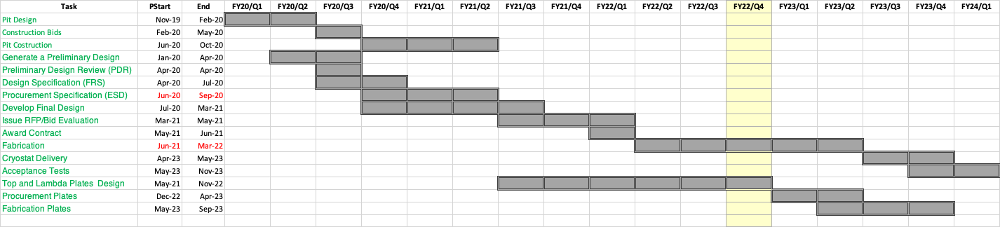 Task PStart End FY20/Q1 FY20/Q2 FY20/Q3 FY20/Q4 FY21/Q1 FY21/Q2 FY21/Q3 FY21/Q4 FY22/Q1 FY22/Q2 FY22/Q3 FY22/Q4 FY23/Q1 FY23/Q2 FY23/Q3 FY23/Q4 FY24/Q1
Pit Design Nov-19 Feb-20
Construction Bids Feb-20 May-20
Pit Costruction Jun-20 Oct-20
Generate a Preliminary Design Jan-20 Apr-20
Preliminary Design Review (PDR) Apr-20 Apr-20
Design Specification (FRS) Apr-20 Jul-20
Procurement Specification (ESD) Jun-20 Sep-20
Develop Final Design Jul-20 Mar-21
Issue RFP/Bid Evaluation Mar-21 May-21
Award Contract May-21 Jun-21
Fabrication Jun-21 Mar-22
Cryostat Delivery Apr-23 May-23
Acceptance Tests May-23 Nov-23
Top and Lambda Plates Design May-21 Nov-22
Procurement Plates Dec-22 Apr-23
Fabrication Plates May-23 Sep-23